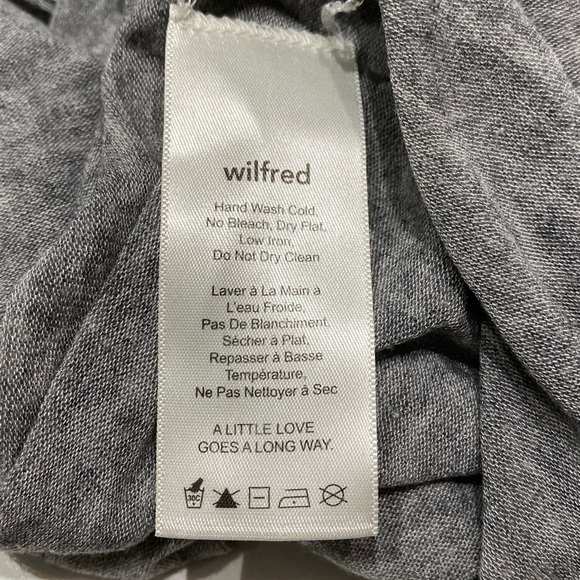 wilfred
Hand Wash Cold,
No Bleach, Dry Flat,
Low Iron,
Do Not Dry Clean
Laver à La Main à
L'eau Froide,
Pas De Blanchiment,
Sécher à Plat,
Repasser à Basse
Température,
Ne Pas Nettoyer à Sec
A LITTLE LOVE
GOES A LONG WAY.
30C